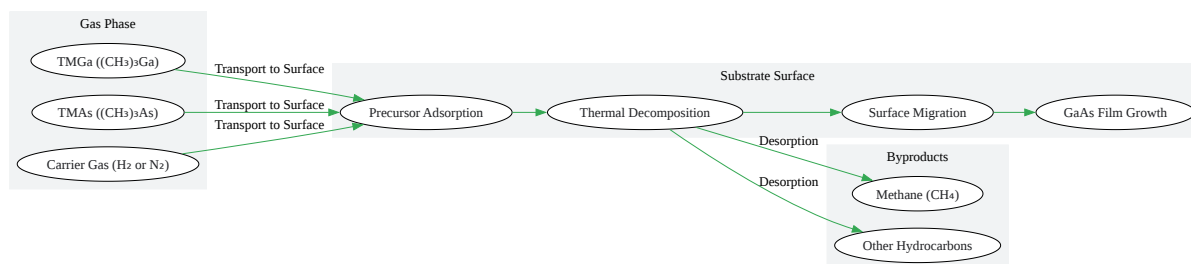 Gas Phase
TMGa ((CH₃)₃Ga)
TMAs ((CH₃)₃As)
Carrier Gas (H₂ or N₂)
Transport to Surface
Transport to Surface
Transport to Surface
Substrate Surface
Precursor Adsorption
Thermal Decomposition
Surface Migration
GaAs Film Growth
Desorption
Desorption
Byproducts
Methane (CH₄)
Other Hydrocarbons